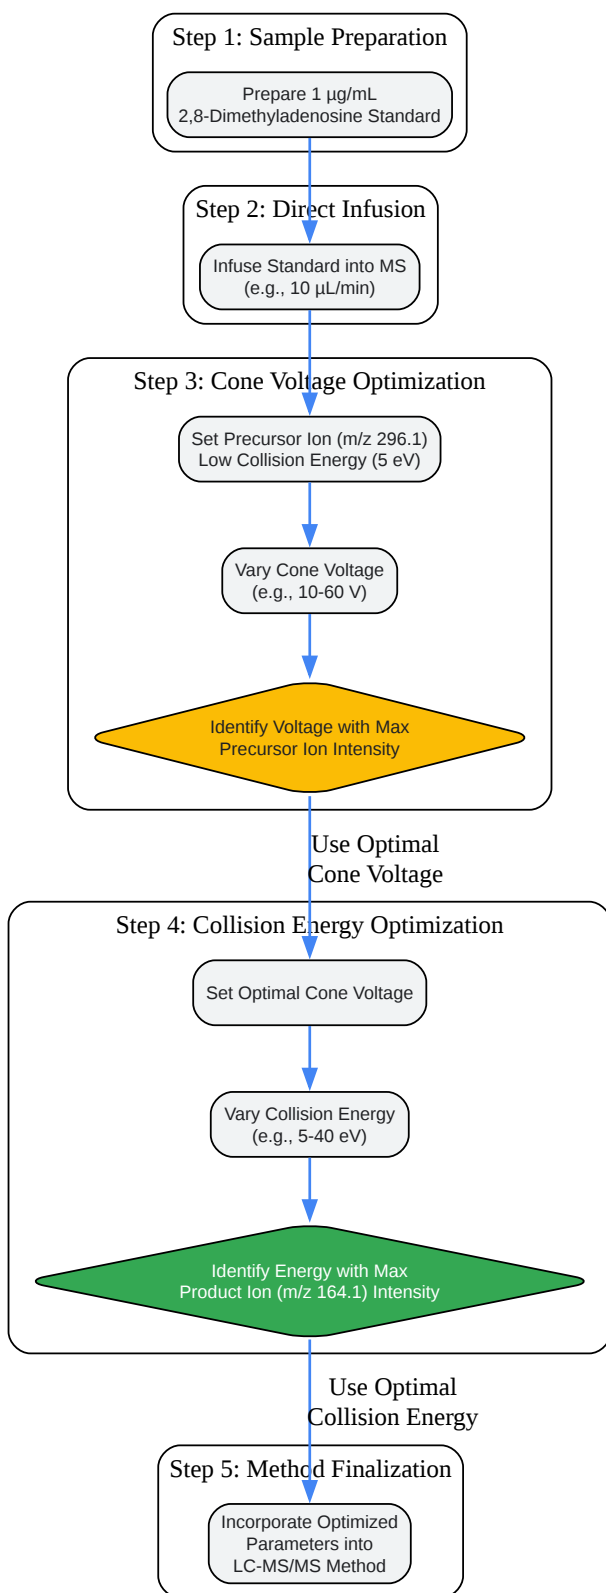 Step 1: Sample Preparation
Prepare 1 µg/mL
2,8-Dimethyladenosine Standard
Step 2: Direct Infusion
Infuse Standard into MS
(e.g., 10 µL/min)
Step 3: Cone Voltage Optimization
Set Precursor Ion (m/z 296.1)
Low Collision Energy (5 eV)
Vary Cone Voltage
(e.g., 10-60 V)
Identify Voltage with Max
Precursor Ion Intensity
Use Optimal
Cone Voltage
Step 4: Collision Energy Optimization
Set Optimal Cone Voltage
Vary Collision Energy
(e.g., 5-40 eV)
Identify Energy with Max
Product Ion (m/z 164.1) Intensity
Use Optimal
Collision Energy
Step 5: Method Finalization
Incorporate Optimized
Parameters into
LC-MS/MS Method